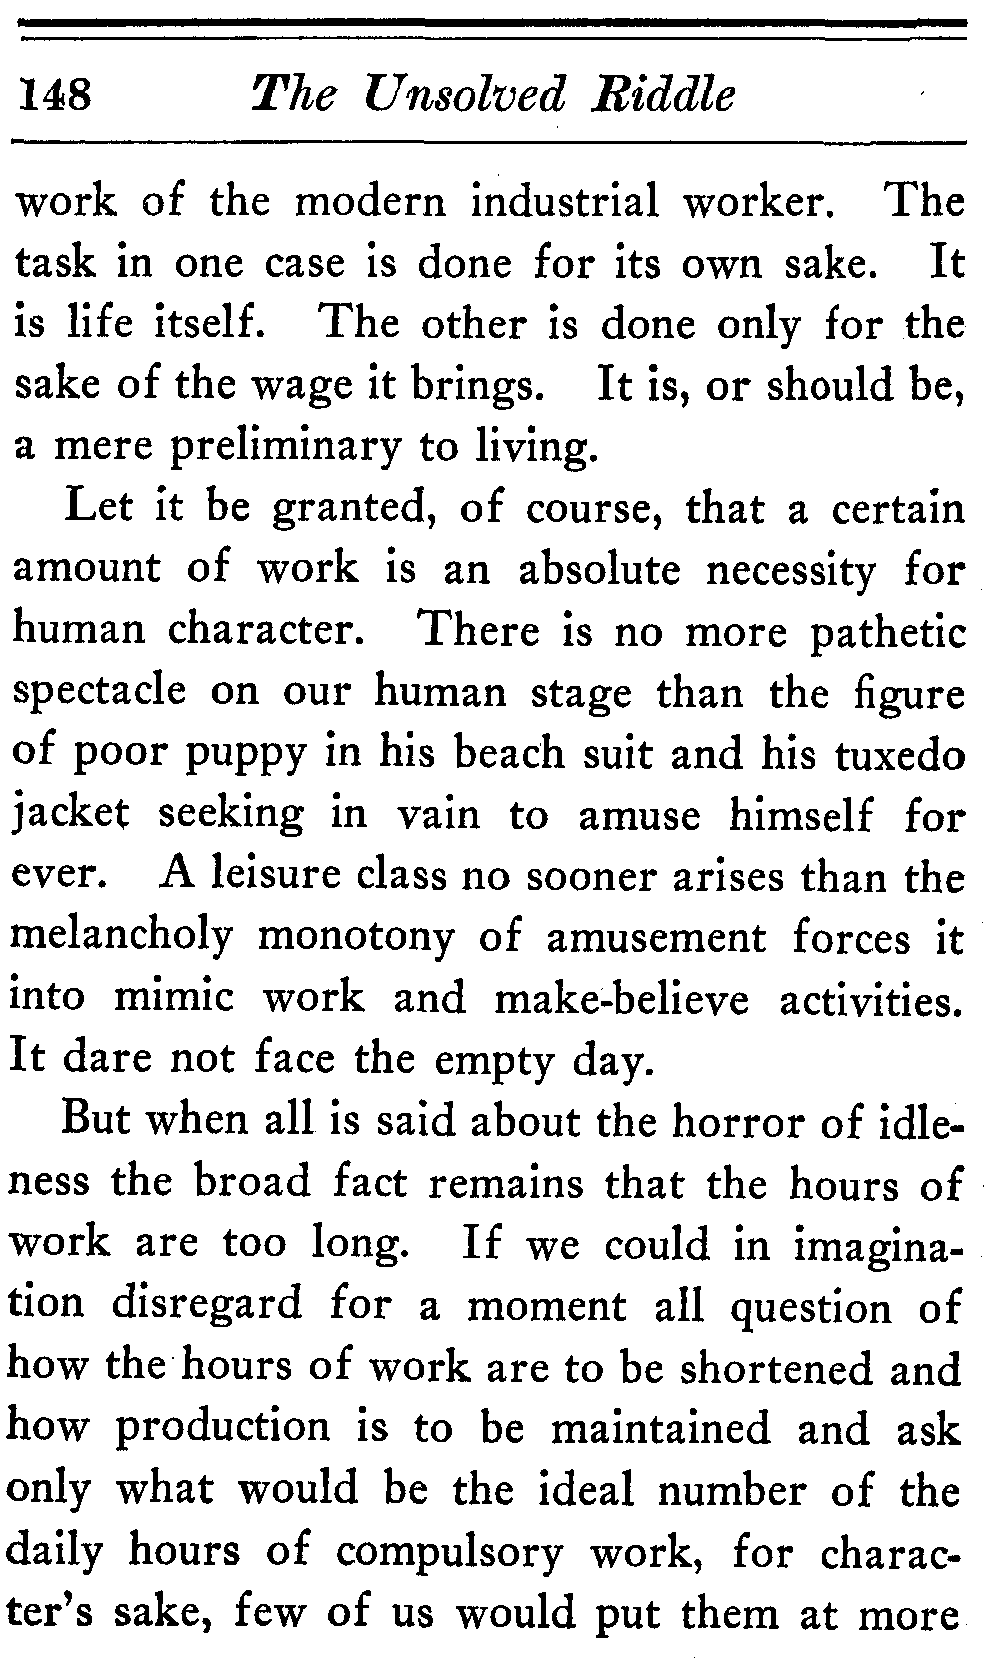 148 The Unsolved Riddle
work of the modern industrial worker. The
task in one case is done for its own sake. It
is life itself. The other is done only for the
sake of the wage it brings. It is, or should be,
a mere preliminary to living.
Let it be granted, of course, that a certain
amount of work is an absolute necessity for
human character. There is no more pathetic
spectacle on our human stage than the figure
of poor puppy in his beach suit and his tuxedo
jacket seeking in vain to amuse himself for
ever. A leisure class no sooner arises than the
melancholy monotony of amusement forces it
into mimic work and make-believe activities.
It dare not face the empty day.
But when all is said about the horror of idle-
ness the broad fact remains that the hours of
work are too long. If we could in imagina-
tion disregard for a moment all question of
how the hours of work are to be shortened and
how production is to be maintained and ask
only what would be the ideal number of the
daily hours of compulsory work, for charac-
ter's sake, few of us would put them at more